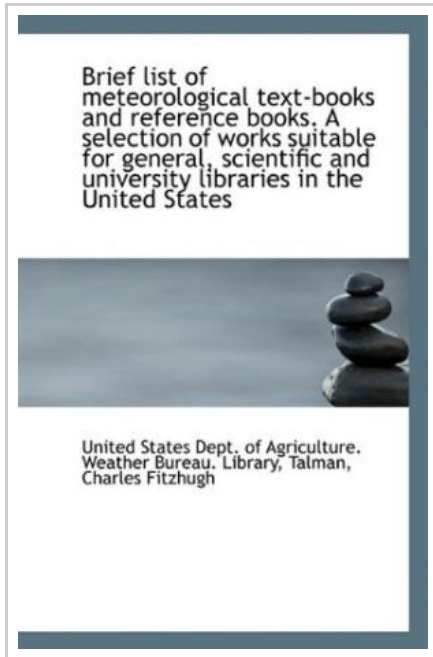 Brief list of
meteorological text-books
and reference books. A
selection of works suitable
for general, scientific and
university libraries in the
United States
United States Dept. of Agriculture.
Weather Bureau. Library, Talman,
Charles Fitzhugh